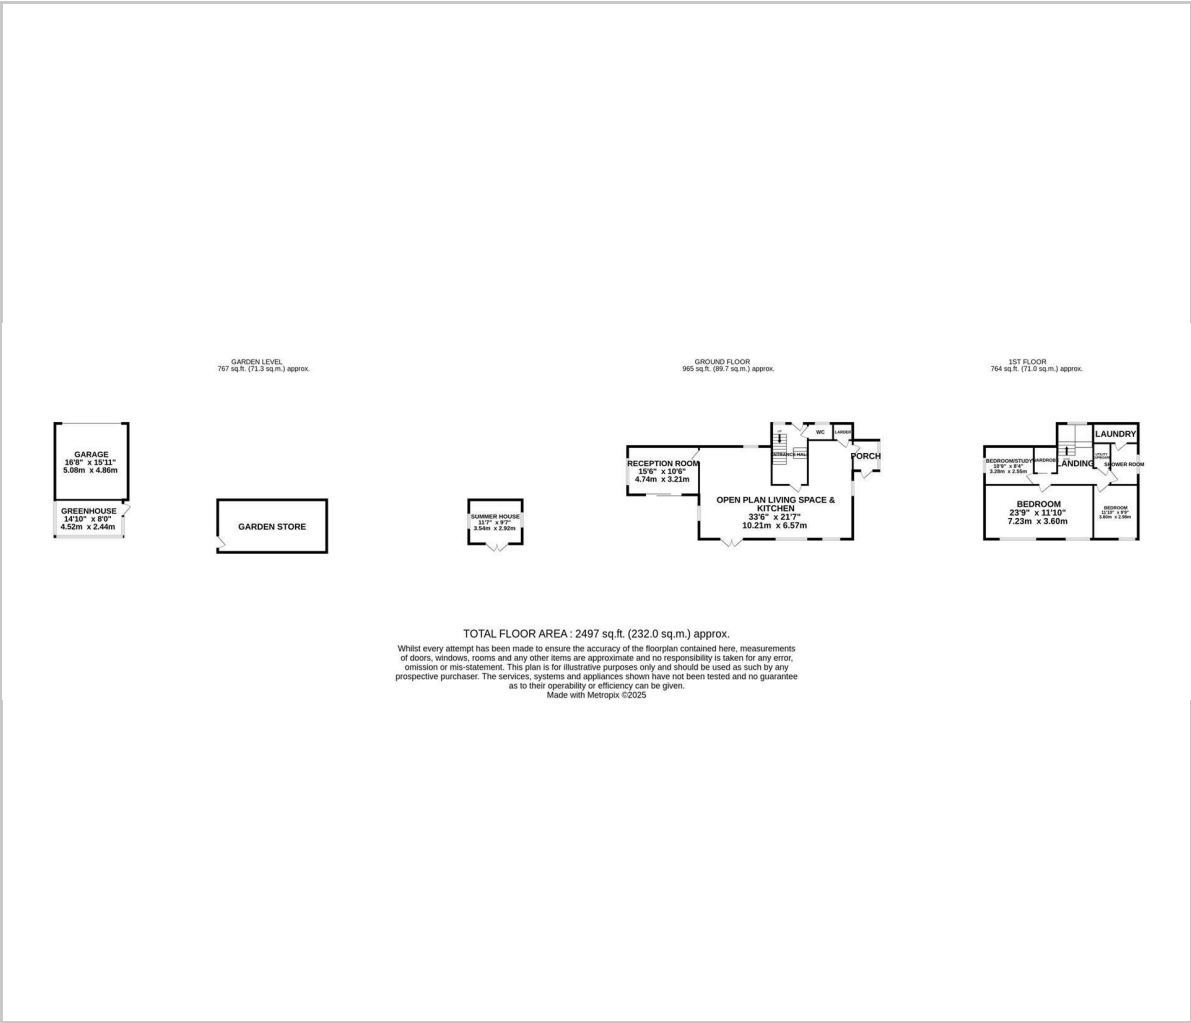 GARDEN LEVEL
767 sq.ft. (71.3 sq.m.) approx.
GROUND FLOOR
965 sq.ft. (89.7 sq.m.) approx.
1ST FLOOR
764 sq.ft. (71.0 sq.m.) approx.
GARAGE
16'8" x 15'11"
5.08m x 4.86m
GREENHOUSE
14'10" x 8'0"
4.52m x 2.44m
GARDEN STORE
SUMMER HOUSE
11'7" x 9'7"
3.54m x 2.92m
RECEPTION ROOM
15'6" x 10'6"
4.74m x 3.21m
UP
ENTRANCE HALL
WC
LARDER
PORCH
OPEN PLAN LIVING SPACE &
KITCHEN
33'6" x 21'7"
10.21m x 6.57m
BEDROOM/STUDY
10'9" x 8'4"
3.28m x 2.55m
WARDROBE
LANDING
LAUNDRY
SHOWER ROOM
BEDROOM
23'9" x 11'10"
7.23m x 3.60m
BEDROOM
TOTAL FLOOR AREA : 2497 sq.ft. (232.0 sq.m.) approx.
Whilst every attempt has been made to ensure the accuracy of the floorplan contained here, measurements
of doors, windows, rooms and any other items are approximate and no responsibility is taken for any error,
omission or mis-statement. This plan is for illustrative purposes only and should be used as such by any
prospective purchaser. The services, systems and appliances shown have not been tested and no guarantee
as to their operability or efficiency can be given.
Made with Metropix ©2025